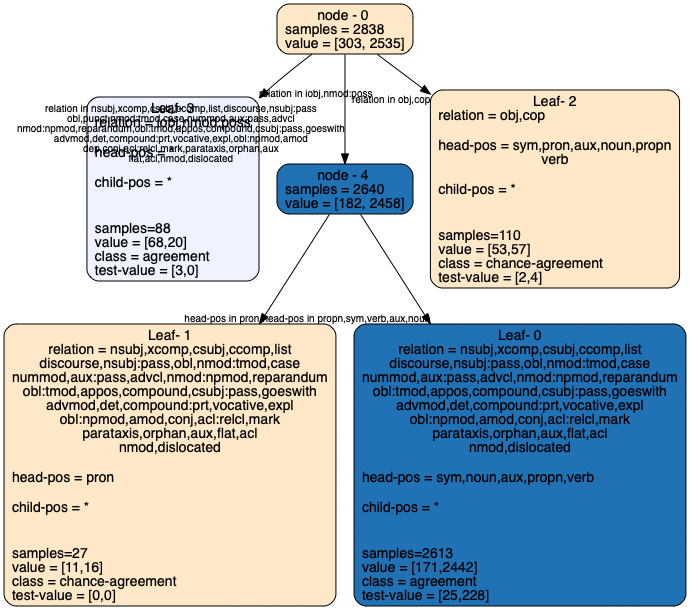 node - 0
samples = 2838
value = [303, 2535]
relation in iobj,nmod:poss
relation in obj,cop
relation in nsubj,xcomp,csubj,ccomp,list,discourse,nsubj:pass
obl,punct,nmod:tmod,case,nummod,aux:pass,advcl
nmod:npmod,reparandum,obl:tmod,appos,compound,csubj:pass,goeswith
advmod,det,compound:prt,vocative,expl,obl:npmod,amod
dep,conj,acl:relcl,mark,parataxis,orphan,aux
flat,acl,nmod,dislocated
Leaf- 3
relation = iobj,nmod:poss
head-pos = *
child-pos = *
samples=88
value = [68,20]
class = agreement
test-value = [3,0]
node - 4
samples = 2640
value = [182, 2458]
Leaf- 2
relation = obj,cop
head-pos = sym,pron,aux,noun,propn
verb
child-pos = *
samples=110
value = [53,57]
class = chance-agreement
test-value = [2,4]
head-pos in pron
head-pos in propn,sym,verb,aux,noun
Leaf- 1
relation = nsubj,xcomp,csubj,ccomp,list
discourse,nsubj:pass,obl,nmod:tmod,case
nummod,aux:pass,advcl,nmod:npmod,reparandum
obl:tmod,appos,compound,csubj:pass,goeswith
advmod,det,compound:prt,vocative,expl
obl:npmod,amod,conj,acl:relcl,mark
parataxis,orphan,aux,flat,acl
nmod,dislocated
head-pos = pron
child-pos = *
samples=27
value = [11,16]
class = chance-agreement
test-value = [0,0]
Leaf- 0
relation = nsubj,xcomp,csubj,ccomp,list
discourse,nsubj:pass,obl,nmod:tmod,case
nummod,aux:pass,advcl,nmod:npmod,reparandum
obl:tmod,appos,compound,csubj:pass,goeswith
advmod,det,compound:prt,vocative,expl
obl:npmod,amod,conj,acl:relcl,mark
parataxis,orphan,aux,flat,acl
nmod,dislocated
head-pos = sym,noun,aux,propn,verb
child-pos = *
samples=2613
value = [171,2442]
class = agreement
test-value = [25,228]